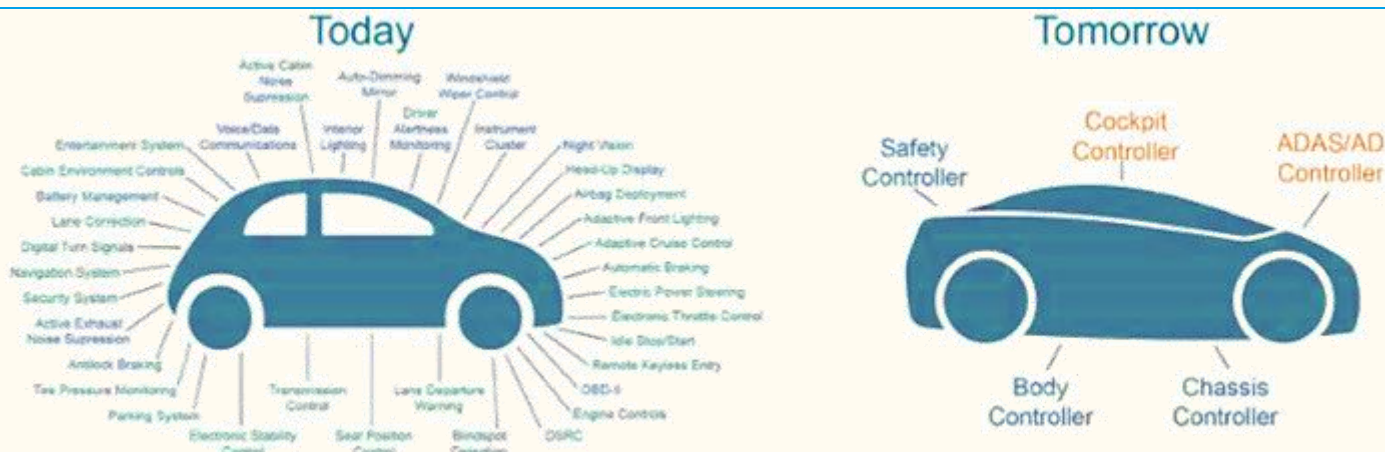 Today
Active Cabin
Noise
Supression
Auto-Dimming
Mirror
Windshield
Wiper Control
Voice/Data
Communications
Interior
Lighting
Driver
Alertness
Monitoring
Instrument
Cluster
Entertainment System
Cabin Environment Controls
Battery Management
Lane Correction
Digital Turn Signals
Navigation System
Security System
Active Exhaust
Noise Supression
Antilock Braking
Tire Pressure Monitoring
Parking System
Electronic Stability
Control
Transmission
Control
Seat Position
Control
Lane Departure
Warning
Blindspot
Detection
Night Vision
Head-Up Display
Airbag Deployment
Adaptive Front Lighting
Adaptive Cruise Control
Automatic Braking
Electric Power Steering
Electronic Throttle Control
Idle Stop/Start
Remote Keyless Entry
OBD-II
Engine Controls
DSRC
Tomorrow
Safety
Controller
Cockpit
Controller
ADAS/AD
Controller
Body
Controller
Chassis
Controller